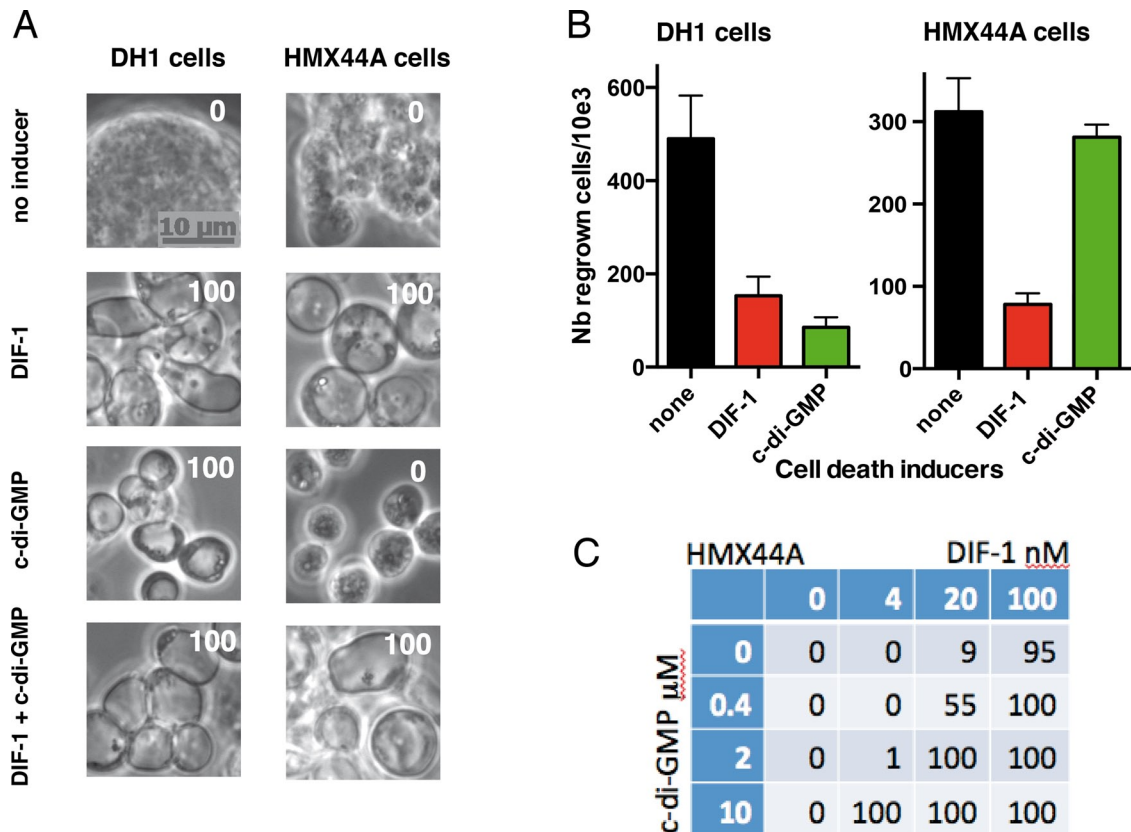 A
DH1 cells HMX44A cells
no inducer
0
10 µm
0
DIF-1
100
100
c-di-GMP
100
0
DIF-1 + c-di-GMP
100
100
B
DH1 cells
HMX44A cells
Nb regrown cells/10e3
600
400
200
0
none
DIF-1
c-di-GMP
300
200
100
0
none
DIF-1
c-di-GMP
Cell death inducers
C
HMX44A DIF-1 nM
c-di-GMP µM
0 4 20 100
0 0 0 9 95
0.4 0 0 55 100
2 0 1 100 100
10 0 100 100 100